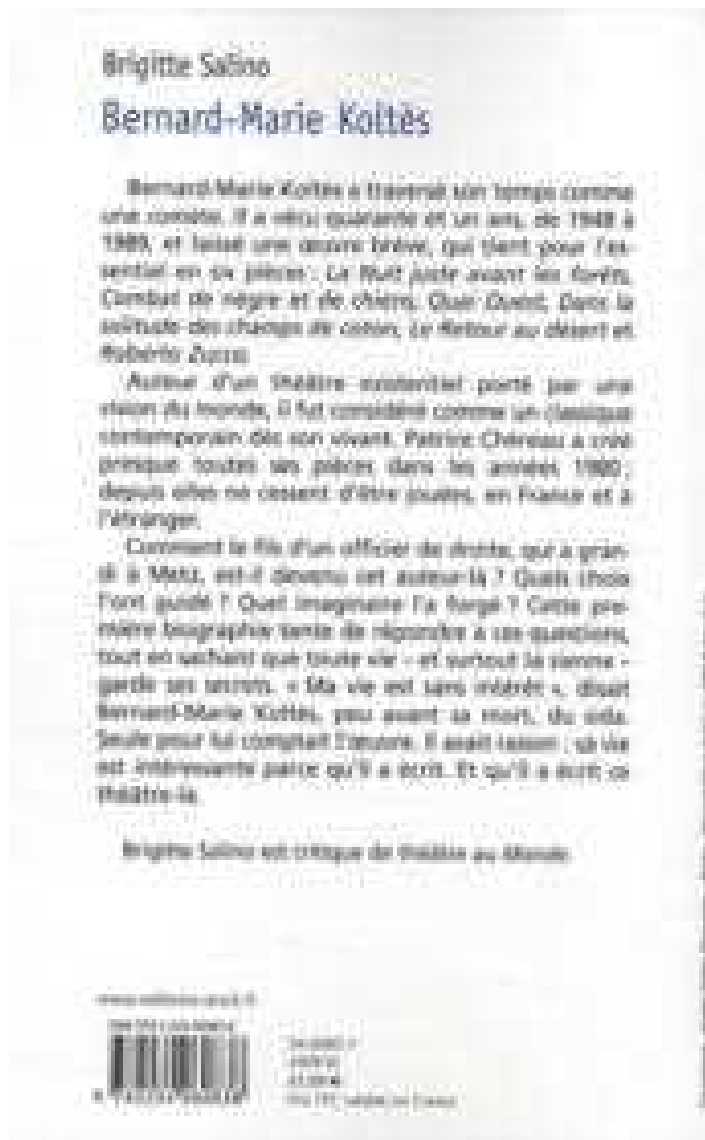 Brigitte Salino
Bernard-Marie Koltès
Bernard-Marie Koltès a traversé son temps comme
une comète. Il a vécu quarante et un ans, de 1948 à
1989, et laissé une œuvre brève, qui tient pour l'es-
sentiel en six pièces : La Nuit juste avant les forêts,
Combat de nègre et de chiens, Quai Ouest, Dans la
solitude des champs de coton, Le Retour au désert et
Roberto Zucco.
Auteur d'un théâtre existentiel porté par une
vision du monde, il fut considéré comme un classique
contemporain dès son vivant. Patrice Chéreau a créé
presque toutes ses pièces dans les années 1980 ;
depuis elles ne cessent d'être jouées, en France et à
l'étranger.
Comment le fils d'un officier de droite, qui a gran-
di à Metz, est-il devenu cet auteur-là ? Quels choix
l'ont guidé ? Quel imaginaire l'a forgé ? Cette pre-
mière biographie tente de répondre à ces questions,
tout en sachant que toute vie – et surtout la sienne –
garde ses secrets. « Ma vie est sans intérêt », disait
Bernard-Marie Koltès, peu avant sa mort, du sida.
Seule pour lui comptait l'œuvre. Il avait raison : sa vie
est intéressante parce qu'il a écrit. Et qu'il a écrit ce
théâtre-là.
Brigitte Salino est critique de théâtre au Monde.